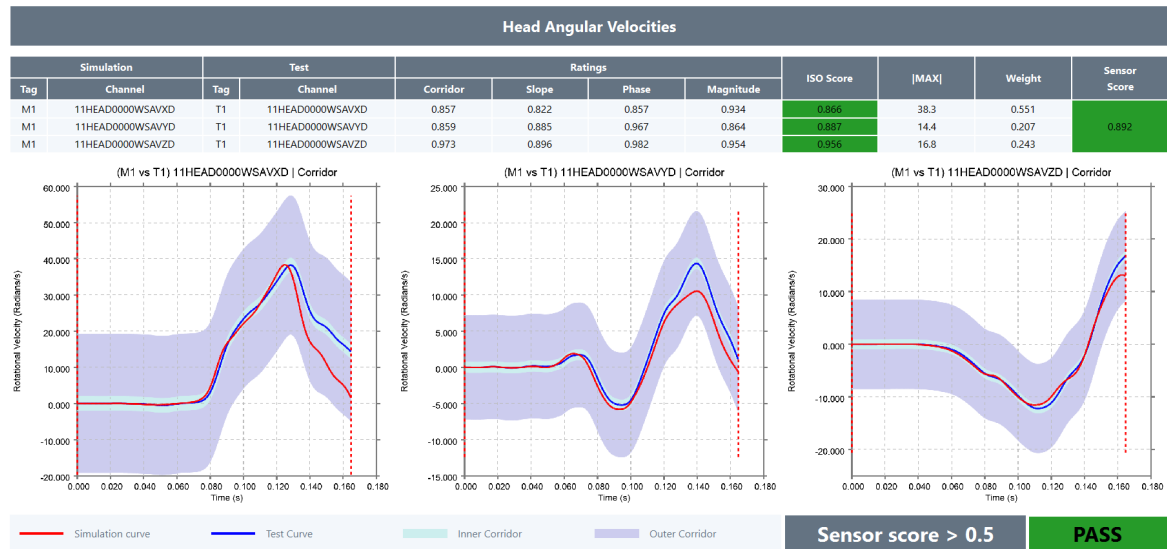 Head Angular Velocities
Simulation Test Ratings ISO Score |MAX| Weight Sensor Score
Tag Channel Tag Channel Corridor Slope Phase Magnitude
M1 11HEAD0000WSAVXD T1 11HEAD0000WSAVXD 0.857 0.822 0.857 0.934 0.866 38.3 0.551
M1 11HEAD0000WSAVYD T1 11HEAD0000WSAVYD 0.859 0.885 0.967 0.864 0.887 14.4 0.207 0.892
M1 11HEAD0000WSAVZD T1 11HEAD0000WSAVZD 0.973 0.896 0.982 0.954 0.956 16.8 0.243
(M1 vs T1) 11HEAD0000WSAVXD | Corridor
60.000
50.000
40.000
30.000
20.000
10.000
0.000
-10.000
-20.000
Rotational Velocity (Radians/s)
0.000 0.020 0.040 0.060 0.080 0.100 0.120 0.140 0.160 0.180
Time (s)
(M1 vs T1) 11HEAD0000WSAVYD | Corridor
25.000
20.000
15.000
10.000
5.000
0.000
-5.000
-10.000
-15.000
Rotational Velocity (Radians/s)
0.000 0.020 0.040 0.060 0.080 0.100 0.120 0.140 0.160 0.180
Time (s)
(M1 vs T1) 11HEAD0000WSAVZD | Corridor
30.000
20.000
10.000
0.000
-10.000
-20.000
Rotational Velocity (Radians/s)
0.000 0.020 0.040 0.060 0.080 0.100 0.120 0.140 0.160 0.180
Time (s)
Simulation curve Test Curve Inner Corridor Outer Corridor
Sensor score > 0.5 PASS